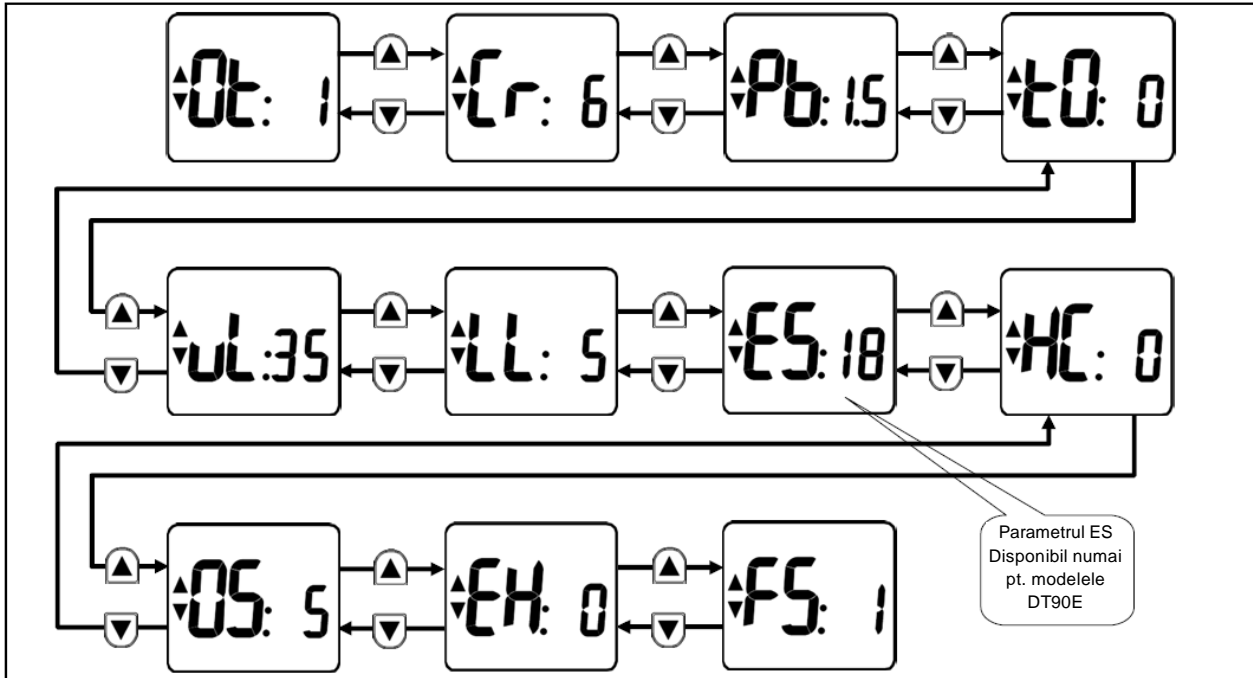 Ot: 1
Cr: 6
Pb:1.5
tO: 0
uL:35
LL: 5
ES:18
HC: 0
Parametrul ES
Disponibil numai
pt. modelele
DT90E
OS: 5
EH: 0
FS: 1